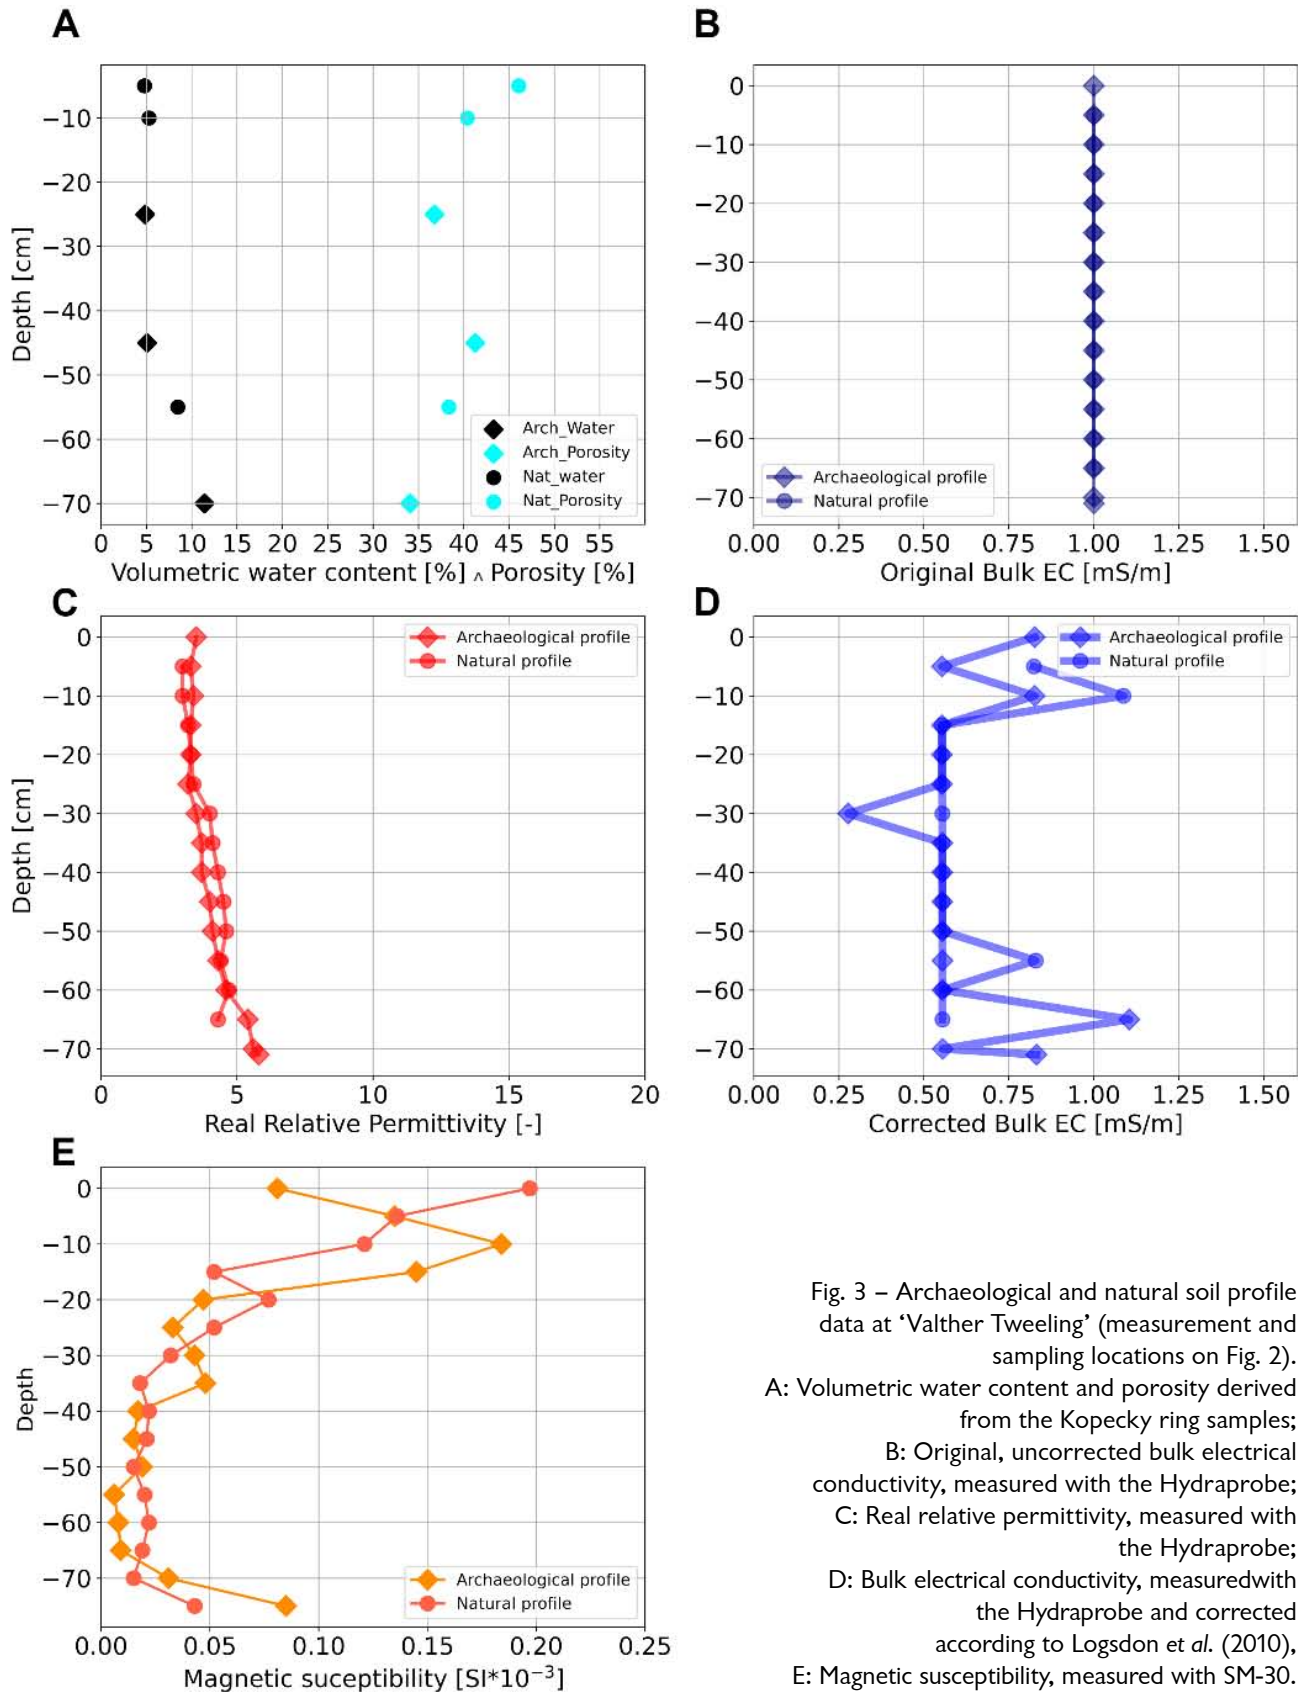 A
−10
−20
−30
−40
−50
−60
−70
Depth [cm]
Arch_Water
Arch_Porosity
Nat_water
Nat_Porosity
0 5 10 15 20 25 30 35 40 45 50 55
Volumetric water content [%] ∧ Porosity [%]
B
0
−10
−20
−30
−40
−50
−60
−70
Archaeological profile
Natural profile
0.00 0.25 0.50 0.75 1.00 1.25 1.50
Original Bulk EC [mS/m]
C
0
−10
−20
−30
−40
−50
−60
−70
Depth [cm]
Archaeological profile
Natural profile
0 5 10 15 20
Real Relative Permittivity [-]
D
0
−10
−20
−30
−40
−50
−60
−70
Archaeological profile
Natural profile
0.00 0.25 0.50 0.75 1.00 1.25 1.50
Corrected Bulk EC [mS/m]
E
0
−10
−20
−30
−40
−50
−60
−70
Depth
Archaeological profile
Natural profile
0.00 0.05 0.10 0.15 0.20 0.25
Magnetic suceptibility [SI*10⁻³]
Fig. 3 – Archaeological and natural soil profile
data at ‘Valther Tweeling’ (measurement and
sampling locations on Fig. 2).
A: Volumetric water content and porosity derived
from the Kopecky ring samples;
B: Original, uncorrected bulk electrical
conductivity, measured with the Hydraprobe;
C: Real relative permittivity, measured with
the Hydraprobe;
D: Bulk electrical conductivity, measuredwith
the Hydraprobe and corrected
according to Logsdon et al. (2010),
E: Magnetic susceptibility, measured with SM-30.